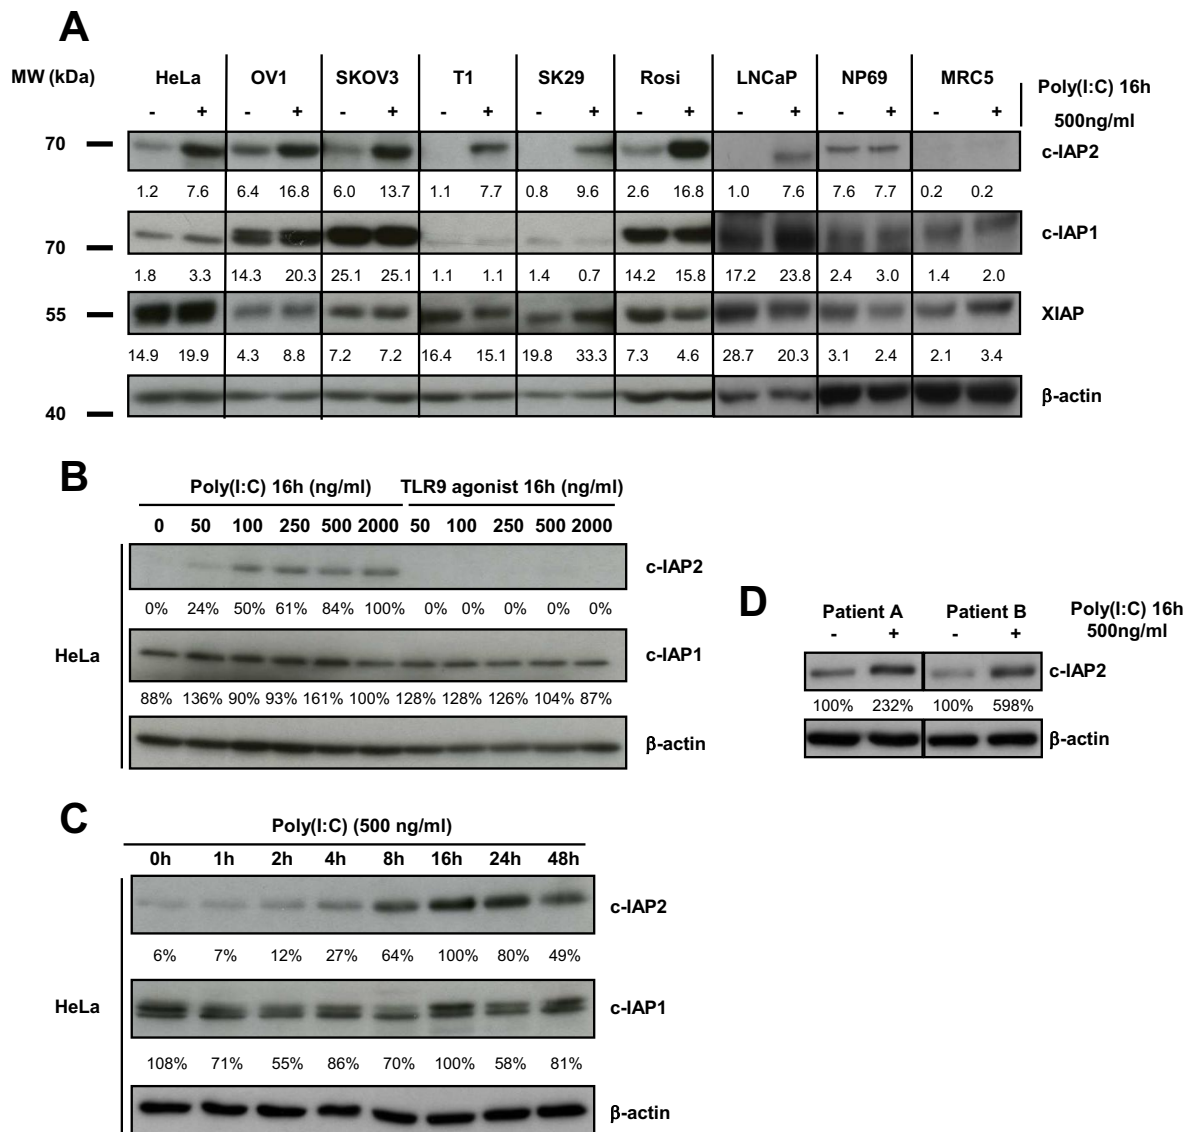 A
MW (kDa) HeLa OV1 SKOV3 T1 SK29 Rosi LNCaP NP69 MRC5 Poly(I:C) 16h
- + - + - + - + - + - + - + - + - + 500ng/ml
70 c-IAP2
1.2 7.6 6.4 16.8 6.0 13.7 1.1 7.7 0.8 9.6 2.6 16.8 1.0 7.6 7.6 7.7 0.2 0.2
70 c-IAP1
1.8 3.3 14.3 20.3 25.1 25.1 1.1 1.1 1.4 0.7 14.2 15.8 17.2 23.8 2.4 3.0 1.4 2.0
55 XIAP
14.9 19.9 4.3 8.8 7.2 7.2 16.4 15.1 19.8 33.3 7.3 4.6 28.7 20.3 3.1 2.4 2.1 3.4
40 β-actin
B
Poly(I:C) 16h (ng/ml) TLR9 agonist 16h (ng/ml)
0 50 100 250 500 2000 50 100 250 500 2000
c-IAP2
0% 24% 50% 61% 84% 100% 0% 0% 0% 0% 0%
HeLa c-IAP1
88% 136% 90% 93% 161% 100% 128% 128% 126% 104% 87%
β-actin
C
Poly(I:C) (500 ng/ml)
0h 1h 2h 4h 8h 16h 24h 48h
c-IAP2
6% 7% 12% 27% 64% 100% 80% 49%
HeLa c-IAP1
108% 71% 55% 86% 70% 100% 58% 81%
β-actin
D
Patient A Patient B Poly(I:C) 16h
- + - + 500ng/ml
c-IAP2
100% 232% 100% 598%
β-actin